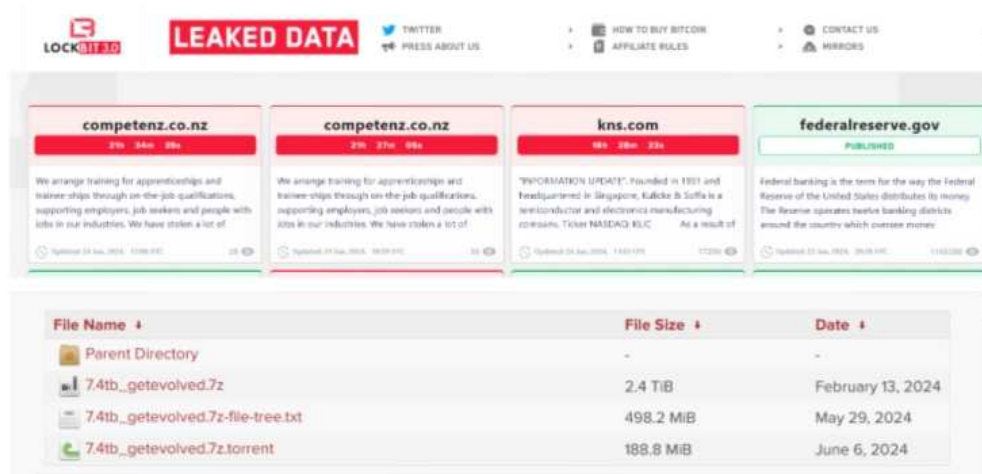 LOCKBIT 3.0
LEAKED DATA
TWITTER
PRESS ABOUT US
HOW TO BUY BITCOIN
AFFILIATE RULES
CONTACT US
MIRRORS
competenz.co.nz
21h 34m
We arrange training for apprenticeships and
trainee-ships through on-the-job qualifications,
supporting employers, job seekers and people with
jobs in our industries. We have stolen a lot of
competenz.co.nz
21h 37m
We arrange training for apprenticeships and
trainee-ships through on-the-job qualifications,
supporting employers, job seekers and people with
jobs in our industries. We have stolen a lot of
kns.com
"INFORMATION UPDATE". Founded in 1951 and
headquartered in Singapore, Kulicke & Soffa is a
semiconductor and electronics manufacturing
company. Ticker NASDAQ: KLIC As a result of
federalreserve.gov
PUBLISHED
Federal banking is the term for the way the Federal
Reserve of the United States distributes its money.
The Reserve operates twelve banking districts
around the country which oversee money
File Name
File Size
Date
Parent Directory
-
-
7.4tb_getevolved.7z
2.4 TiB
February 13, 2024
7.4tb_getevolved.7z-file-tree.txt
498.2 MiB
May 29, 2024
7.4tb_getevolved.7z.torrent
188.8 MiB
June 6, 2024